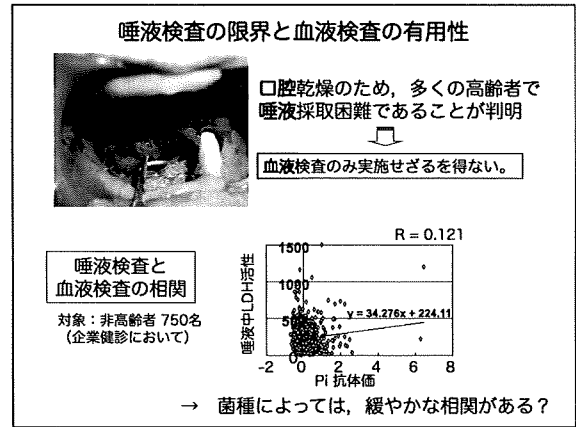 唾液検査の限界と血液検査の有用性
口腔乾燥のため，多くの高齢者で
唾液採取困難であることが判明
血液検査のみ実施せざるを得ない。
唾液検査と
血液検査の相関
対象：非高齢者 750名
（企業健診において）
R = 0.121
唾液中LDH活性
1500
1000
500
0
y = 34.276x + 224.11
-2 0 2 4 6 8
Pi 抗体価
→ 菌種によっては，緩やかな相関がある？